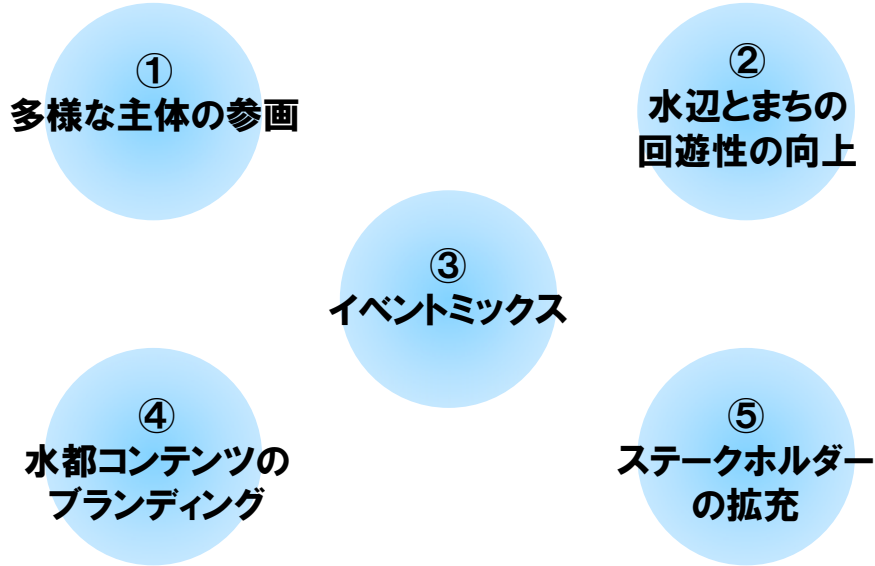 ①
多様な主体の参画
②
水辺とまちの
回遊性の向上
③
イベントミックス
④
水都コンテンツの
ブランディング
⑤
ステークホルダー
の拡充